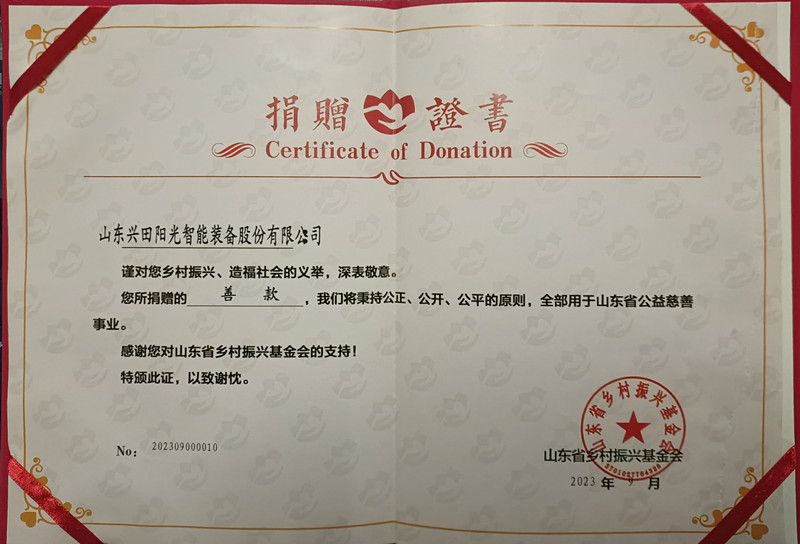 捐贈 證書
Certificate of Donation
山东兴田阳光智能装备股份有限公司
谨对您乡村振兴、造福社会的义举，深表敬意。
您所捐赠的 善 款 ，我们将秉持公正、公开、公平的原则，全部用于山东省公益慈善
事业。
感谢您对山东省乡村振兴基金会的支持！
特颁此证，以致谢忱。
No： 202309000010
山东省乡村振兴基金会
山东省乡村振兴基金会
2023 年 9 月